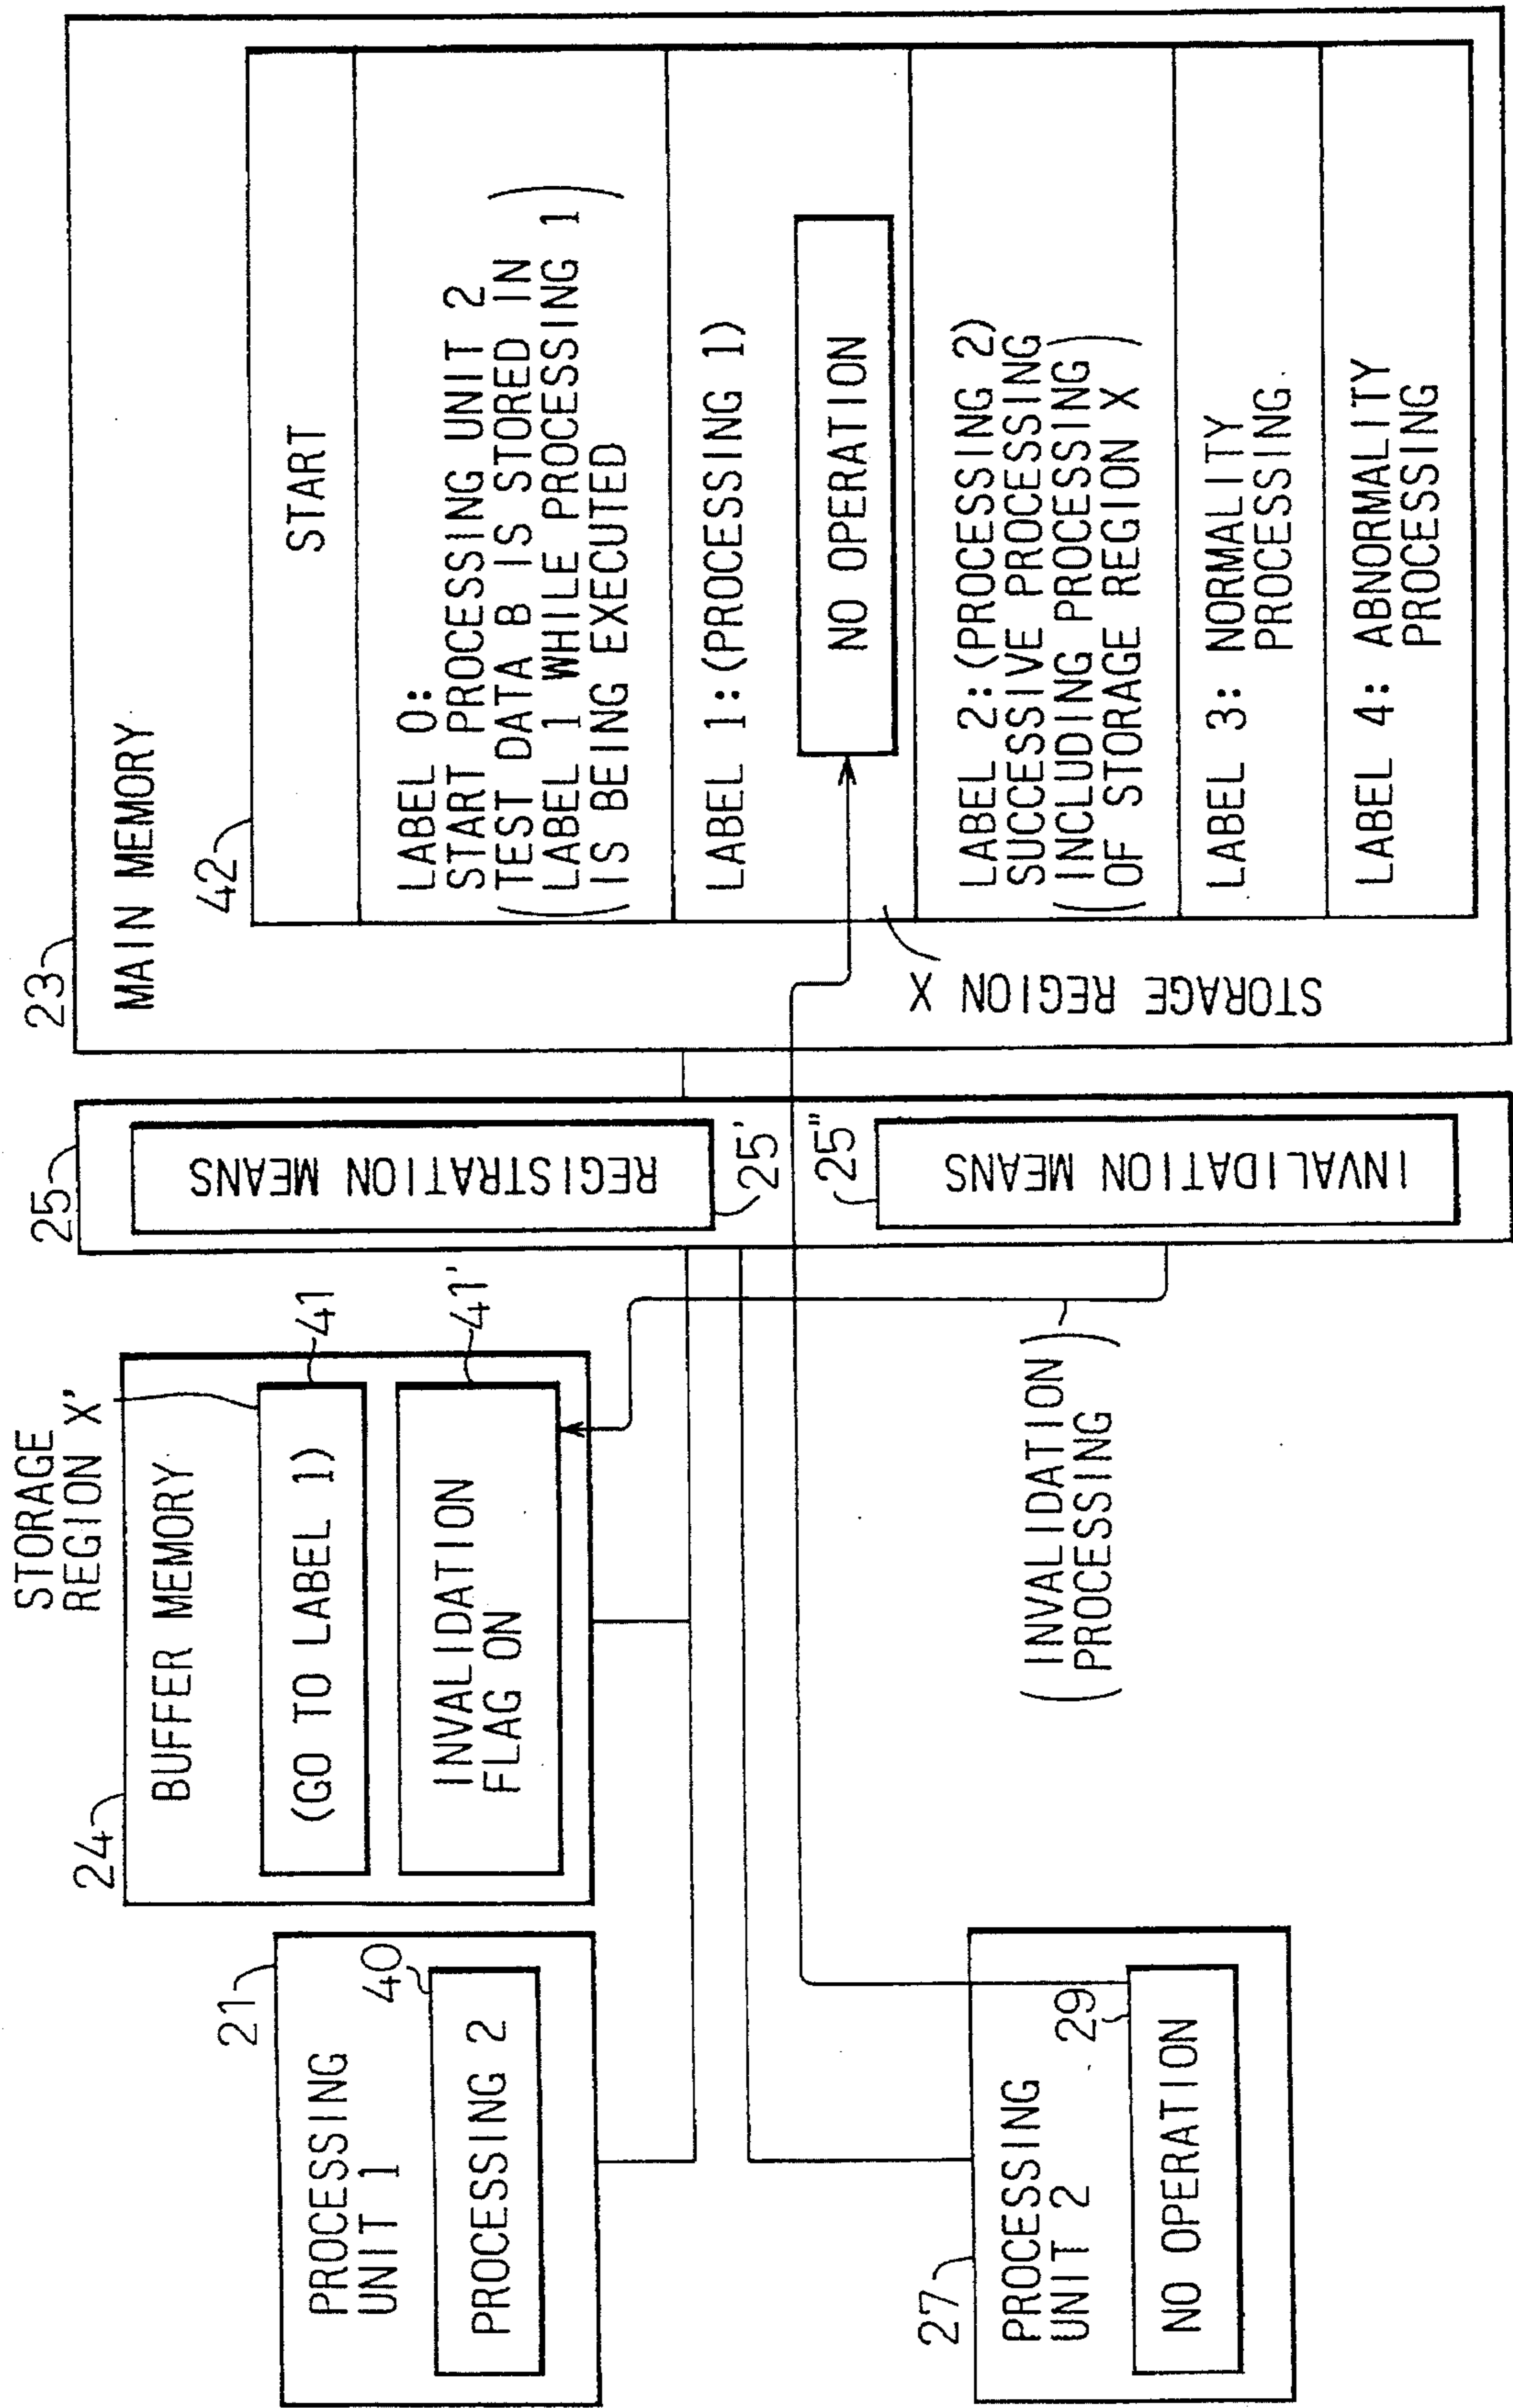 23
MAIN MEMORY
42
START
LABEL 0:
START PROCESSING UNIT 2
(TEST DATA B IS STORED IN
LABEL 1 WHILE PROCESSING 1
IS BEING EXECUTED)
LABEL 1:(PROCESSING 1)
NO OPERATION
LABEL 2:(PROCESSING 2)
SUCCESSIVE PROCESSING
(INCLUDING PROCESSING
OF STORAGE REGION X)
LABEL 3: NORMALITY
PROCESSING
LABEL 4: ABNORMALITY
PROCESSING
STORAGE REGION X
25
REGISTRATION MEANS
25'
25"
INVALIDATION MEANS
STORAGE
REGION X'
24
BUFFER MEMORY
(GO TO LABEL 1)
41
INVALIDATION
FLAG ON
41'
(INVALIDATION
PROCESSING)
21
PROCESSING
UNIT 1
40
PROCESSING 2
27
PROCESSING
UNIT 2
29
NO OPERATION